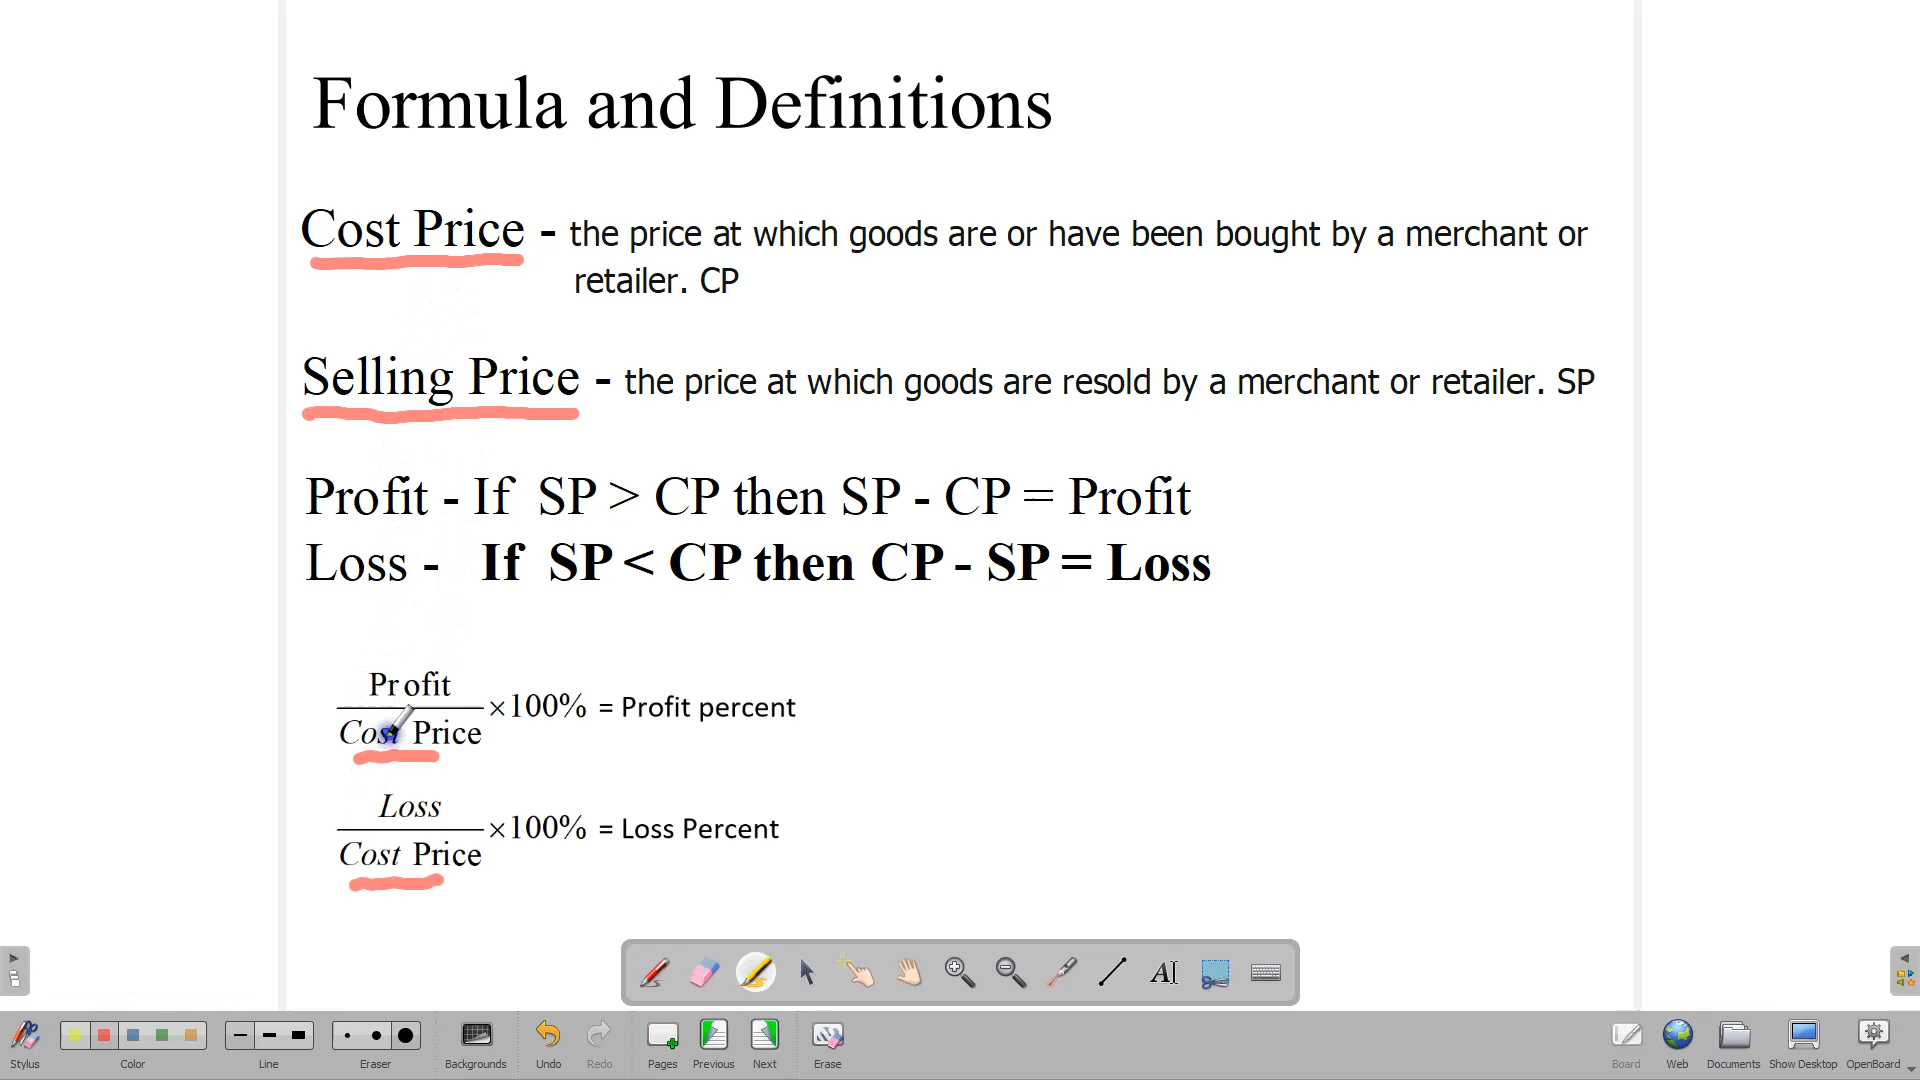 Formula and Definitions
Cost Price - the price at which goods are or have been bought by a merchant or
retailer. CP
Selling Price - the price at which goods are resold by a merchant or retailer. SP
Profit - If SP > CP then SP - CP = Profit
Loss - If SP < CP then CP - SP = Loss
Profit
×100% = Profit percent
Cost Price
Loss
×100% = Loss Percent
Cost Price
AI
Stylus Color Line Eraser Backgrounds Undo Redo Pages Previous Next Erase Board Web Documents Show Desktop OpenBoard